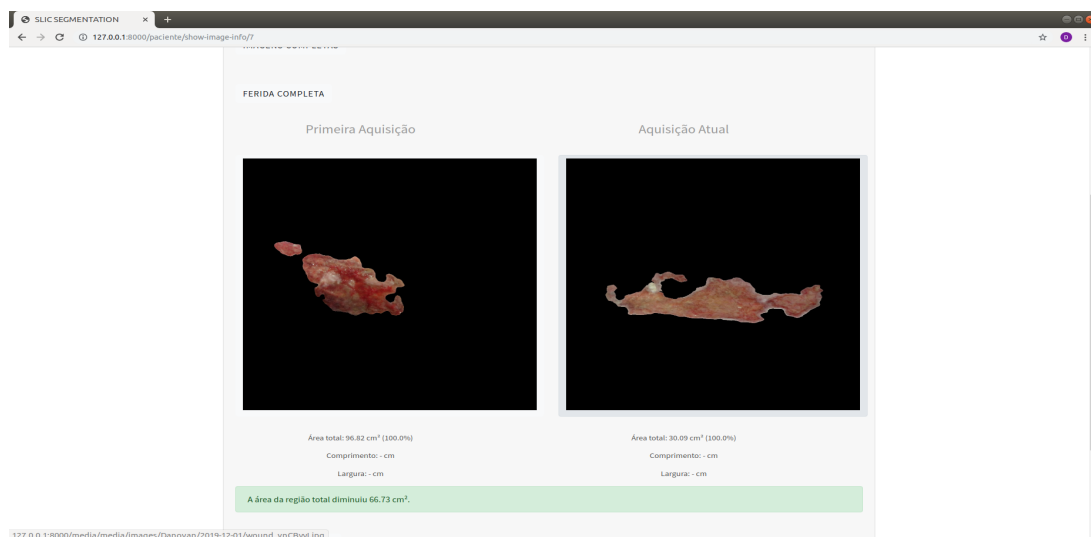 SLIC SEGMENTATION
127.0.0.1:8000/paciente/show-image-info/7
FERIDA COMPLETA
Primeira Aquisição
Aquisição Atual
Área total: 96.82 cm² (100.0%)
Área total: 30.09 cm² (100.0%)
Comprimento: - cm
Comprimento: - cm
Largura: - cm
Largura: - cm
A área da região total diminuiu 66.73 cm².